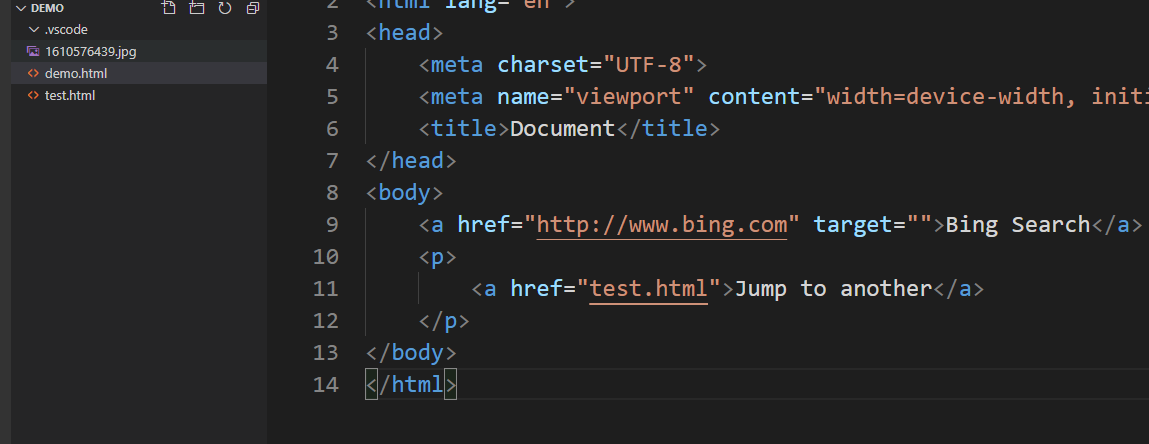 DEMO
.vscode
1610576439.jpg
demo.html
test.html
2 <html lang="en">
3 <head>
4 <meta charset="UTF-8">
5 <meta name="viewport" content="width=device-width, initi
6 <title>Document</title>
7 </head>
8 <body>
9 <a href="http://www.bing.com" target="">Bing Search</a>
10 <p>
11 <a href="test.html">Jump to another</a>
12 </p>
13 </body>
14 </html>